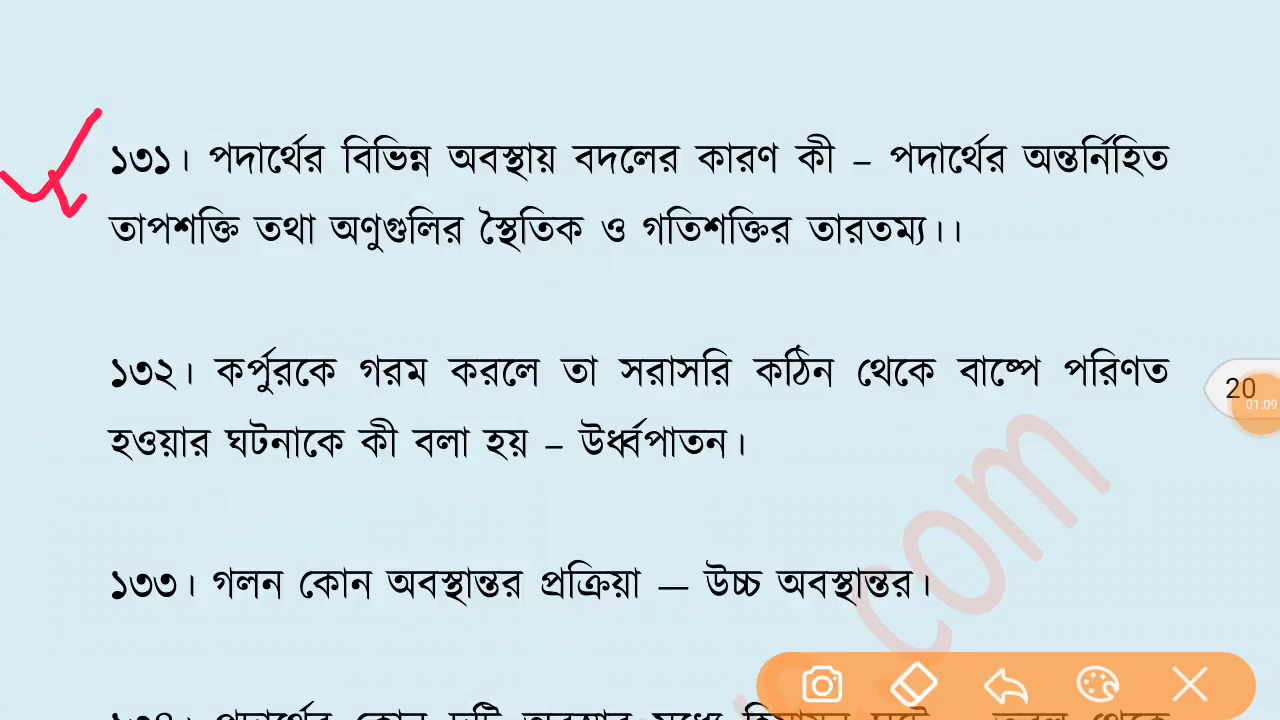 ১৩১। পদার্থের বিভিন্ন অবস্থায় বদলের কারণ কী – পদার্থের অন্তর্নিহিত
তাপশক্তি তথা অণুগুলির স্থৈতিক ও গতিশক্তির তারতম্য।।
১৩২। কর্পুরকে গরম করলে তা সরাসরি কঠিন থেকে বাষ্পে পরিণত
হওয়ার ঘটনাকে কী বলা হয় – উর্ধ্বপাতন।
20
01:09
১৩৩। গলন কোন অবস্থান্তর প্রক্রিয়া — উচ্চ অবস্থান্তর।
.com